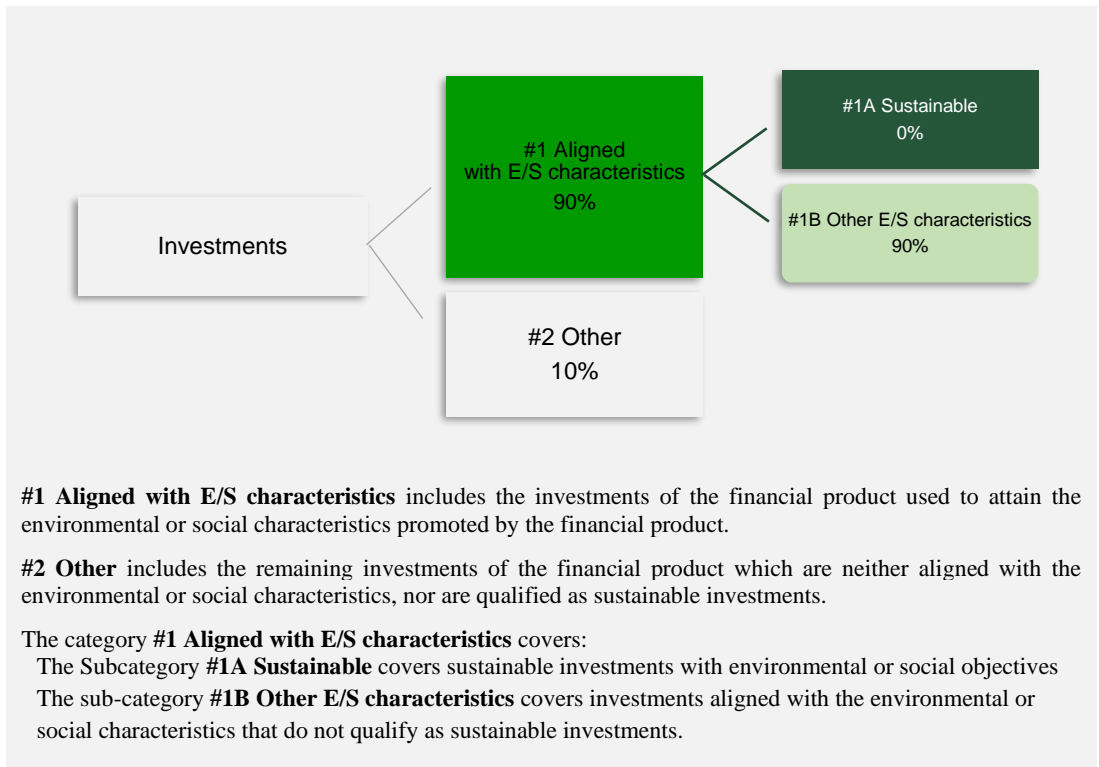 #1A Sustainable
0%
#1 Aligned
with E/S characteristics
90%
#1B Other E/S characteristics
90%
Investments
#2 Other
10%
#1 Aligned with E/S characteristics includes the investments of the financial product used to attain the
environmental or social characteristics promoted by the financial product.
#2 Other includes the remaining investments of the financial product which are neither aligned with the
environmental or social characteristics, nor are qualified as sustainable investments.
The category #1 Aligned with E/S characteristics covers:
The Subcategory #1A Sustainable covers sustainable investments with environmental or social objectives
The sub-category #1B Other E/S characteristics covers investments aligned with the environmental or
social characteristics that do not qualify as sustainable investments.